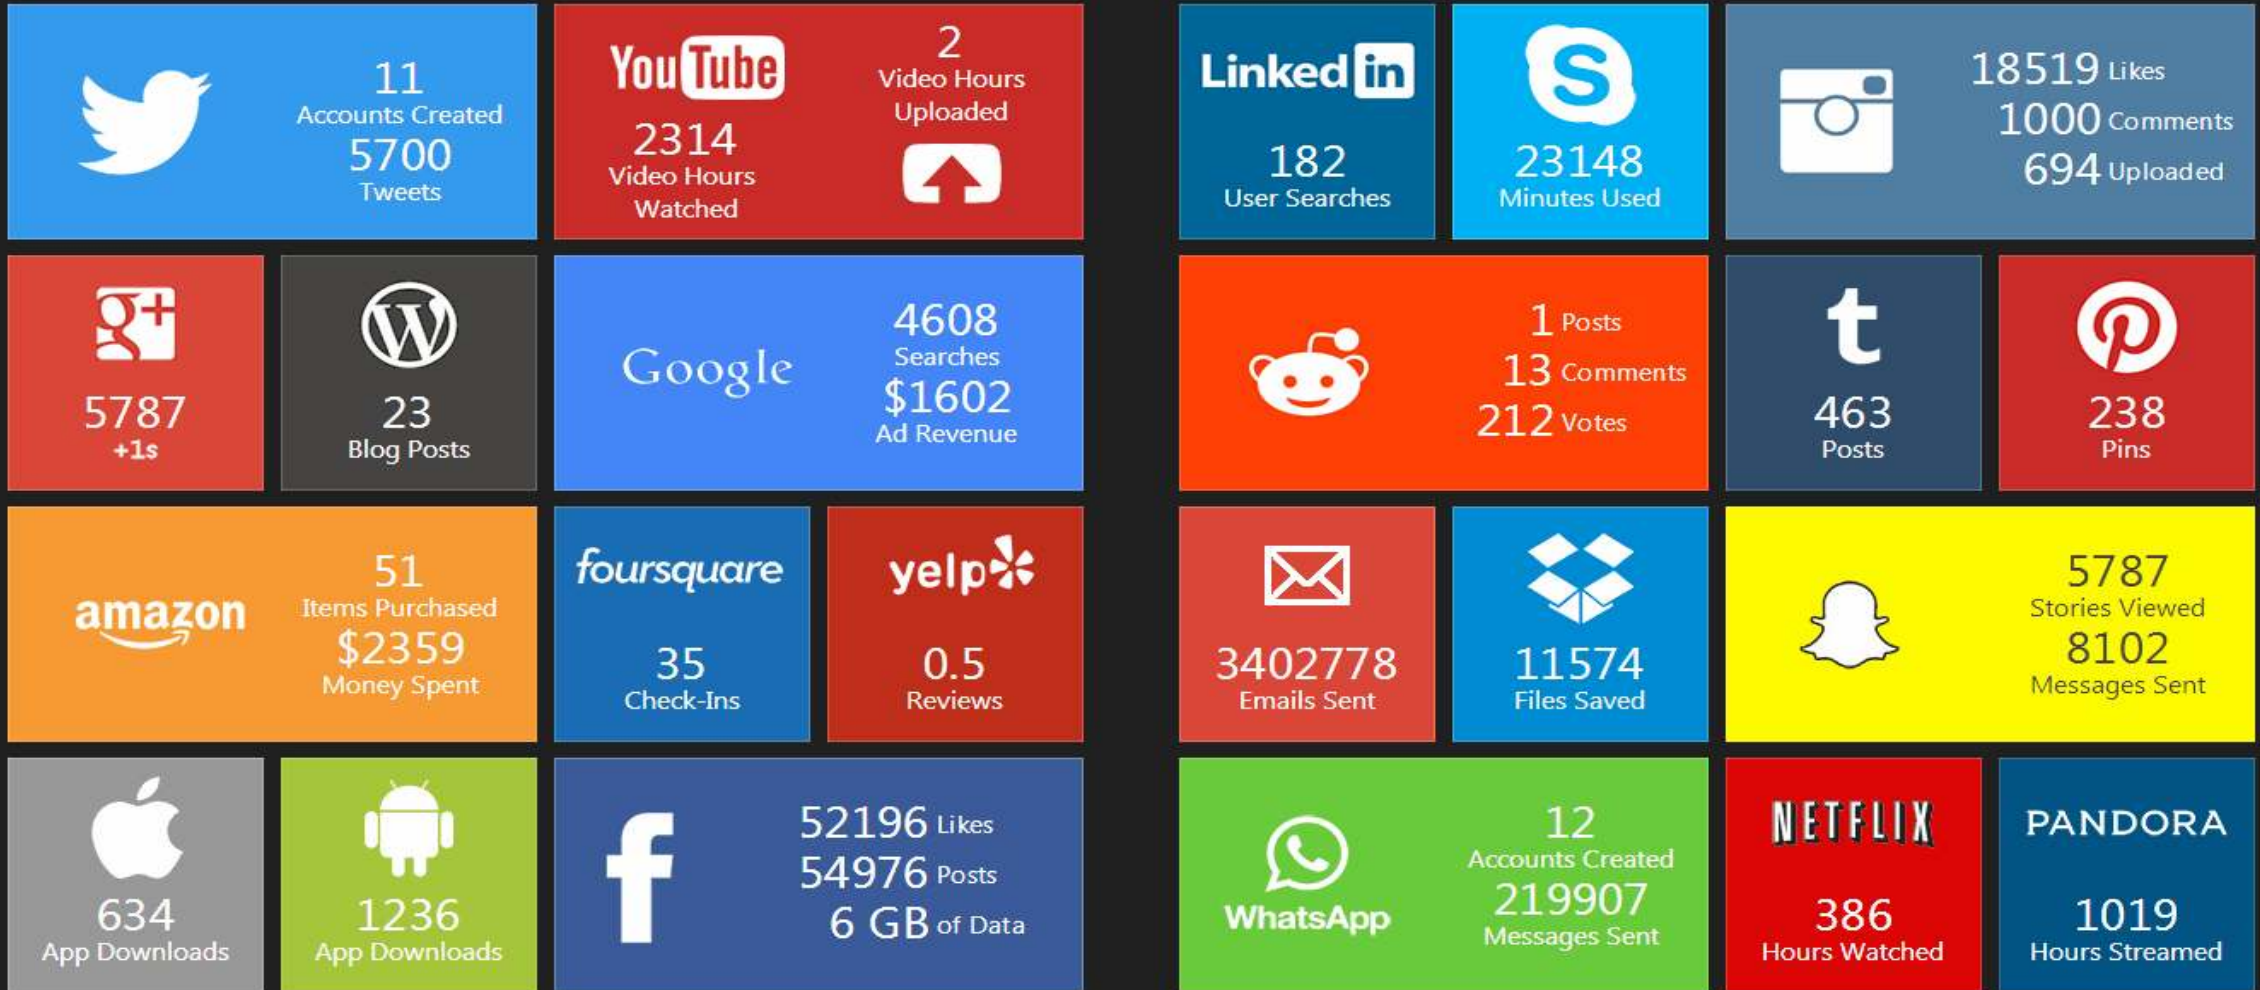 11
Accounts Created
5700
Tweets
YouTube
2314
Video Hours
Watched
2
Video Hours
Uploaded
LinkedIn
182
User Searches
S
23148
Minutes Used
18519 Likes
1000 Comments
694 Uploaded
g+
5787
+1s
W
23
Blog Posts
Google
4608
Searches
$1602
Ad Revenue
1 Posts
13 Comments
212 Votes
t
463
Posts
P
238
Pins
amazon
51
Items Purchased
$2359
Money Spent
foursquare
35
Check-Ins
yelp
0.5
Reviews
3402778
Emails Sent
11574
Files Saved
5787
Stories Viewed
8102
Messages Sent
634
App Downloads
1236
App Downloads
f
52196 Likes
54976 Posts
6 GB of Data
WhatsApp
12
Accounts Created
219907
Messages Sent
NETFLIX
386
Hours Watched
PANDORA
1019
Hours Streamed